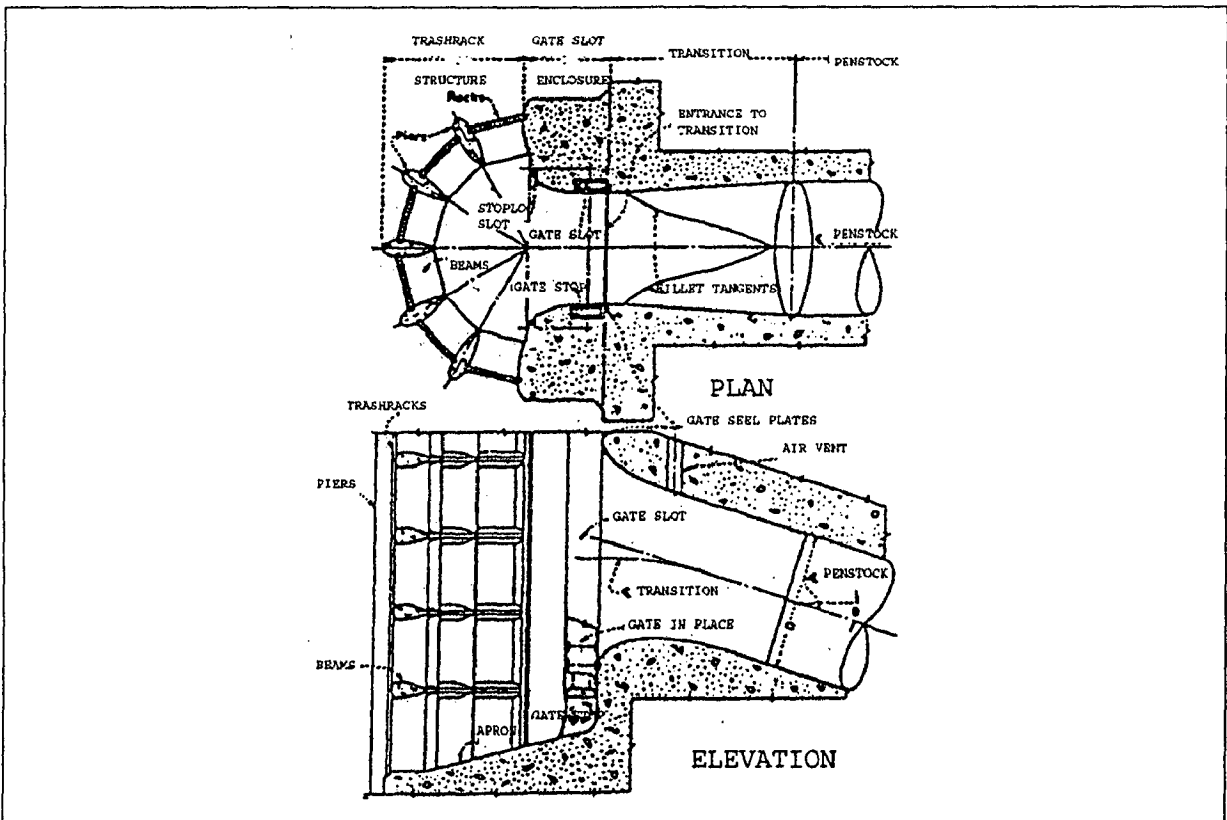 TRASHRACK
GATE SLOT
TRANSITION
PENSTOCK
STRUCTURE
ENCLOSURE
Racks
ENTRANCE TO
TRANSITION
Piers
STOPLOG
SLOT
GATE SLOT
PENSTOCK
BEAMS
GATE STOP
FILLET TANGENTS
PLAN
TRASHRACKS
GATE SEEL PLATES
AIR VENT
PIERS
GATE SLOT
PENSTOCK
TRANSITION
GATE IN PLACE
BEAMS
GATE STOP
APRON
ELEVATION